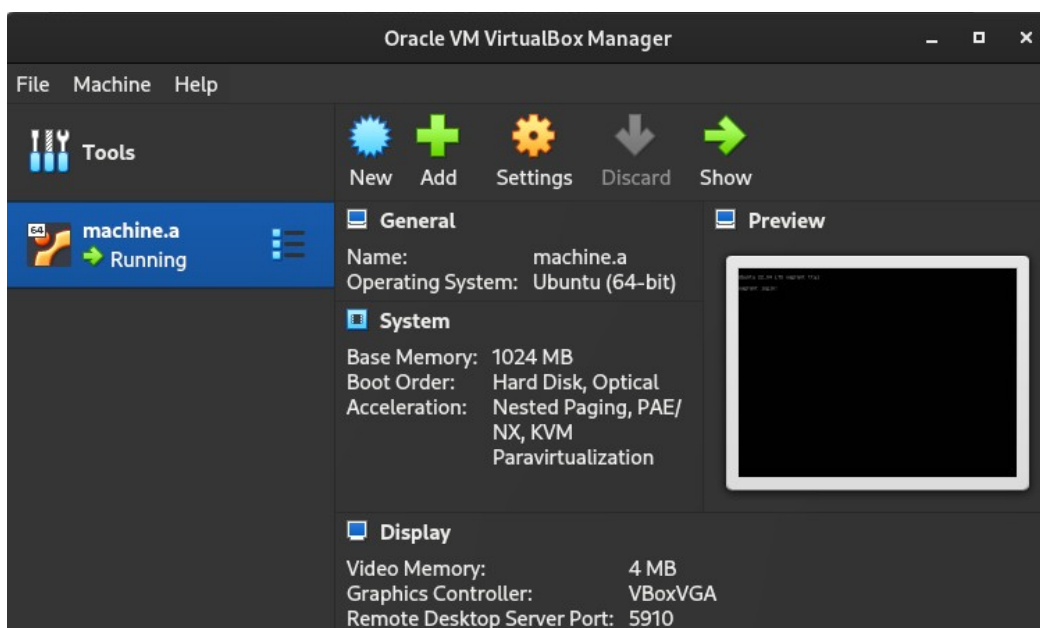 Oracle VM VirtualBox Manager
File Machine Help
Tools
New Add Settings Discard Show
64
machine.a
Running
General
Name: machine.a
Operating System: Ubuntu (64-bit)
Preview
System
Base Memory: 1024 MB
Boot Order: Hard Disk, Optical
Acceleration: Nested Paging, PAE/
NX, KVM
Paravirtualization
Display
Video Memory: 4 MB
Graphics Controller: VBoxVGA
Remote Desktop Server Port: 5910